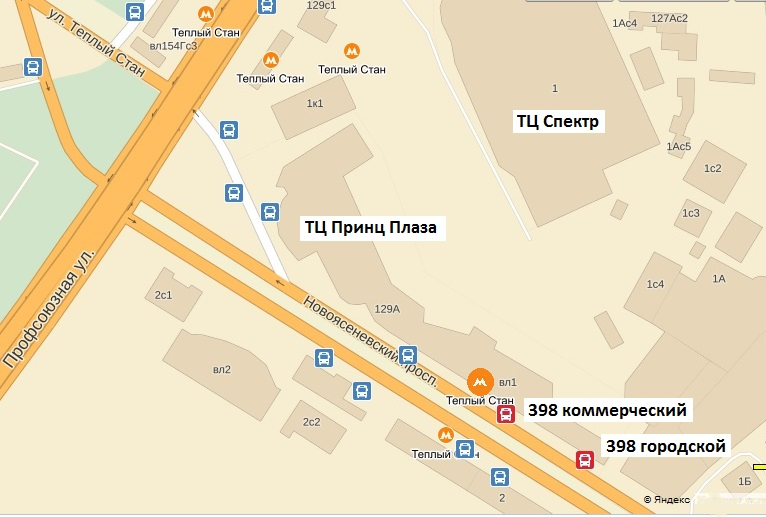 129с1
1Ас4
127Ас2
ул. Теплый Стан
Теплый Стан
вл154Гс3
Теплый Стан
Теплый Стан
1к1
1
ТЦ Спектр
1Ас5
1с2
1с3
ТЦ Принц Плаза
Профсоюзная ул.
2с1
129А
Новоясеневский просп.
1с4
1А
вл2
вл1
Теплый Стан
398 коммерческий
2с2
398 городской
Теплый Стан
1Б
2
© Яндекс